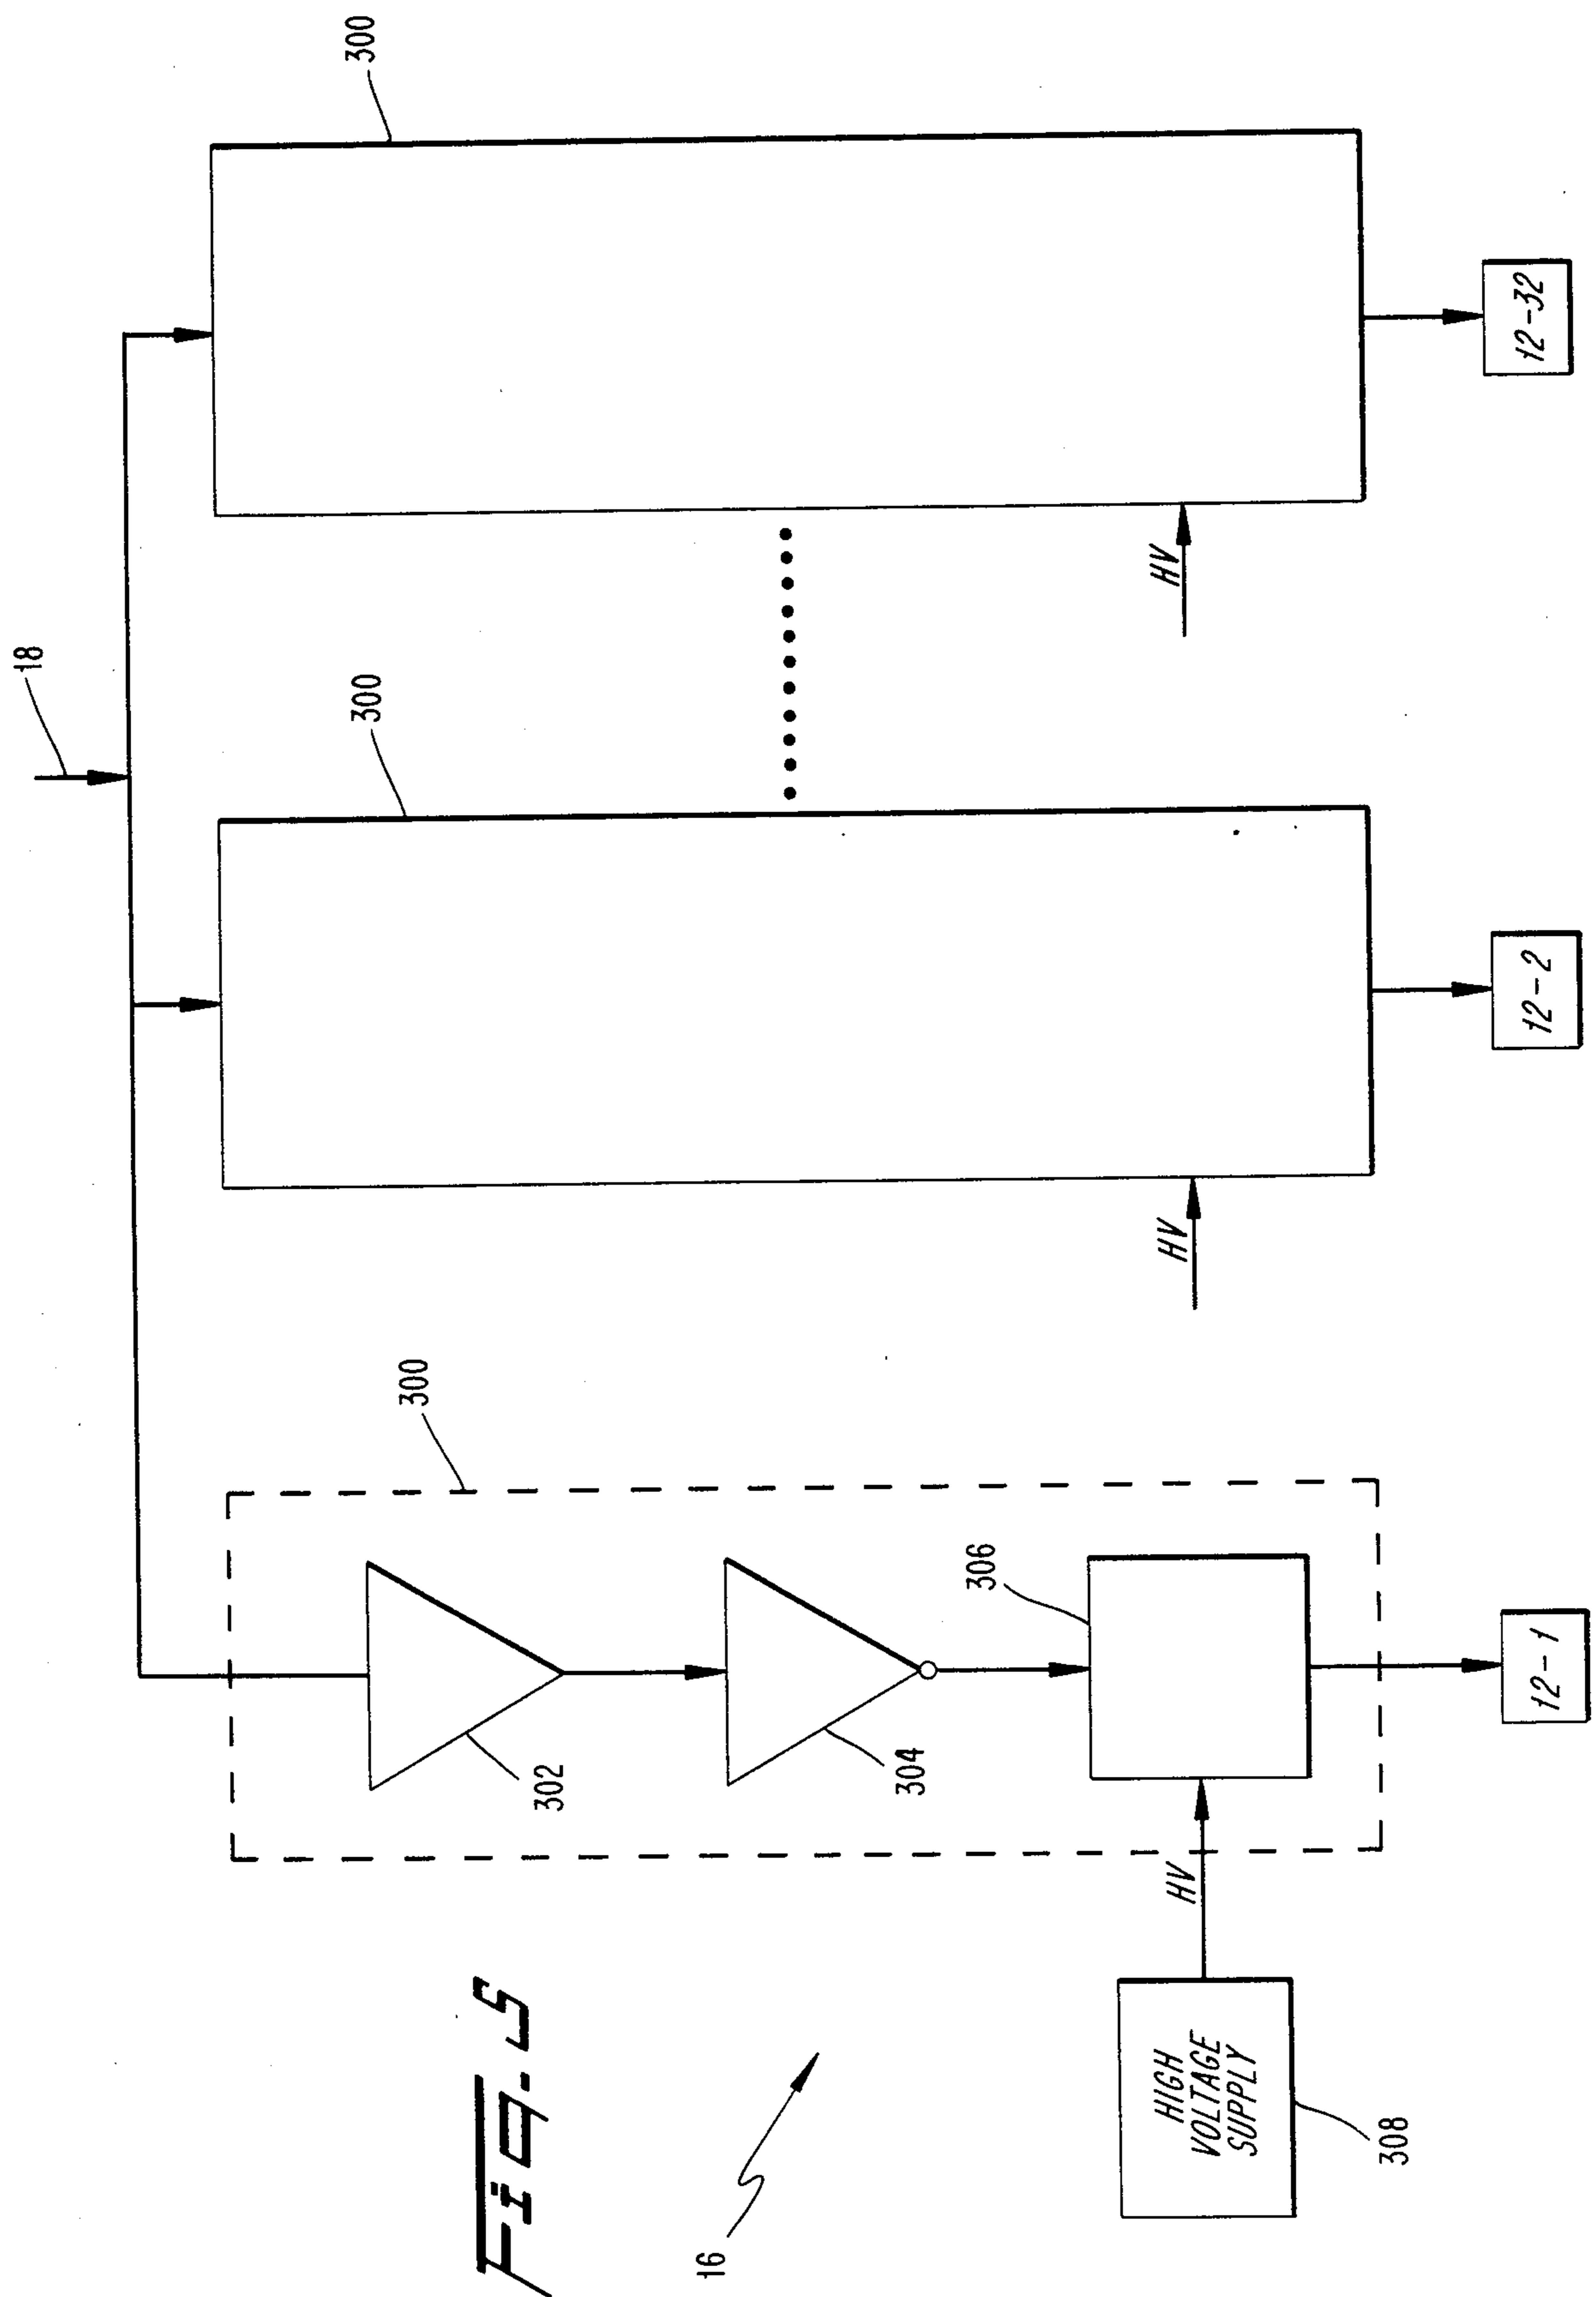 Fig. 5
16
18
300
300
300
302
304
306
HV
HV
HV
HIGH
VOLTAGE
SUPPLY
308
12-1
12-2
12-32